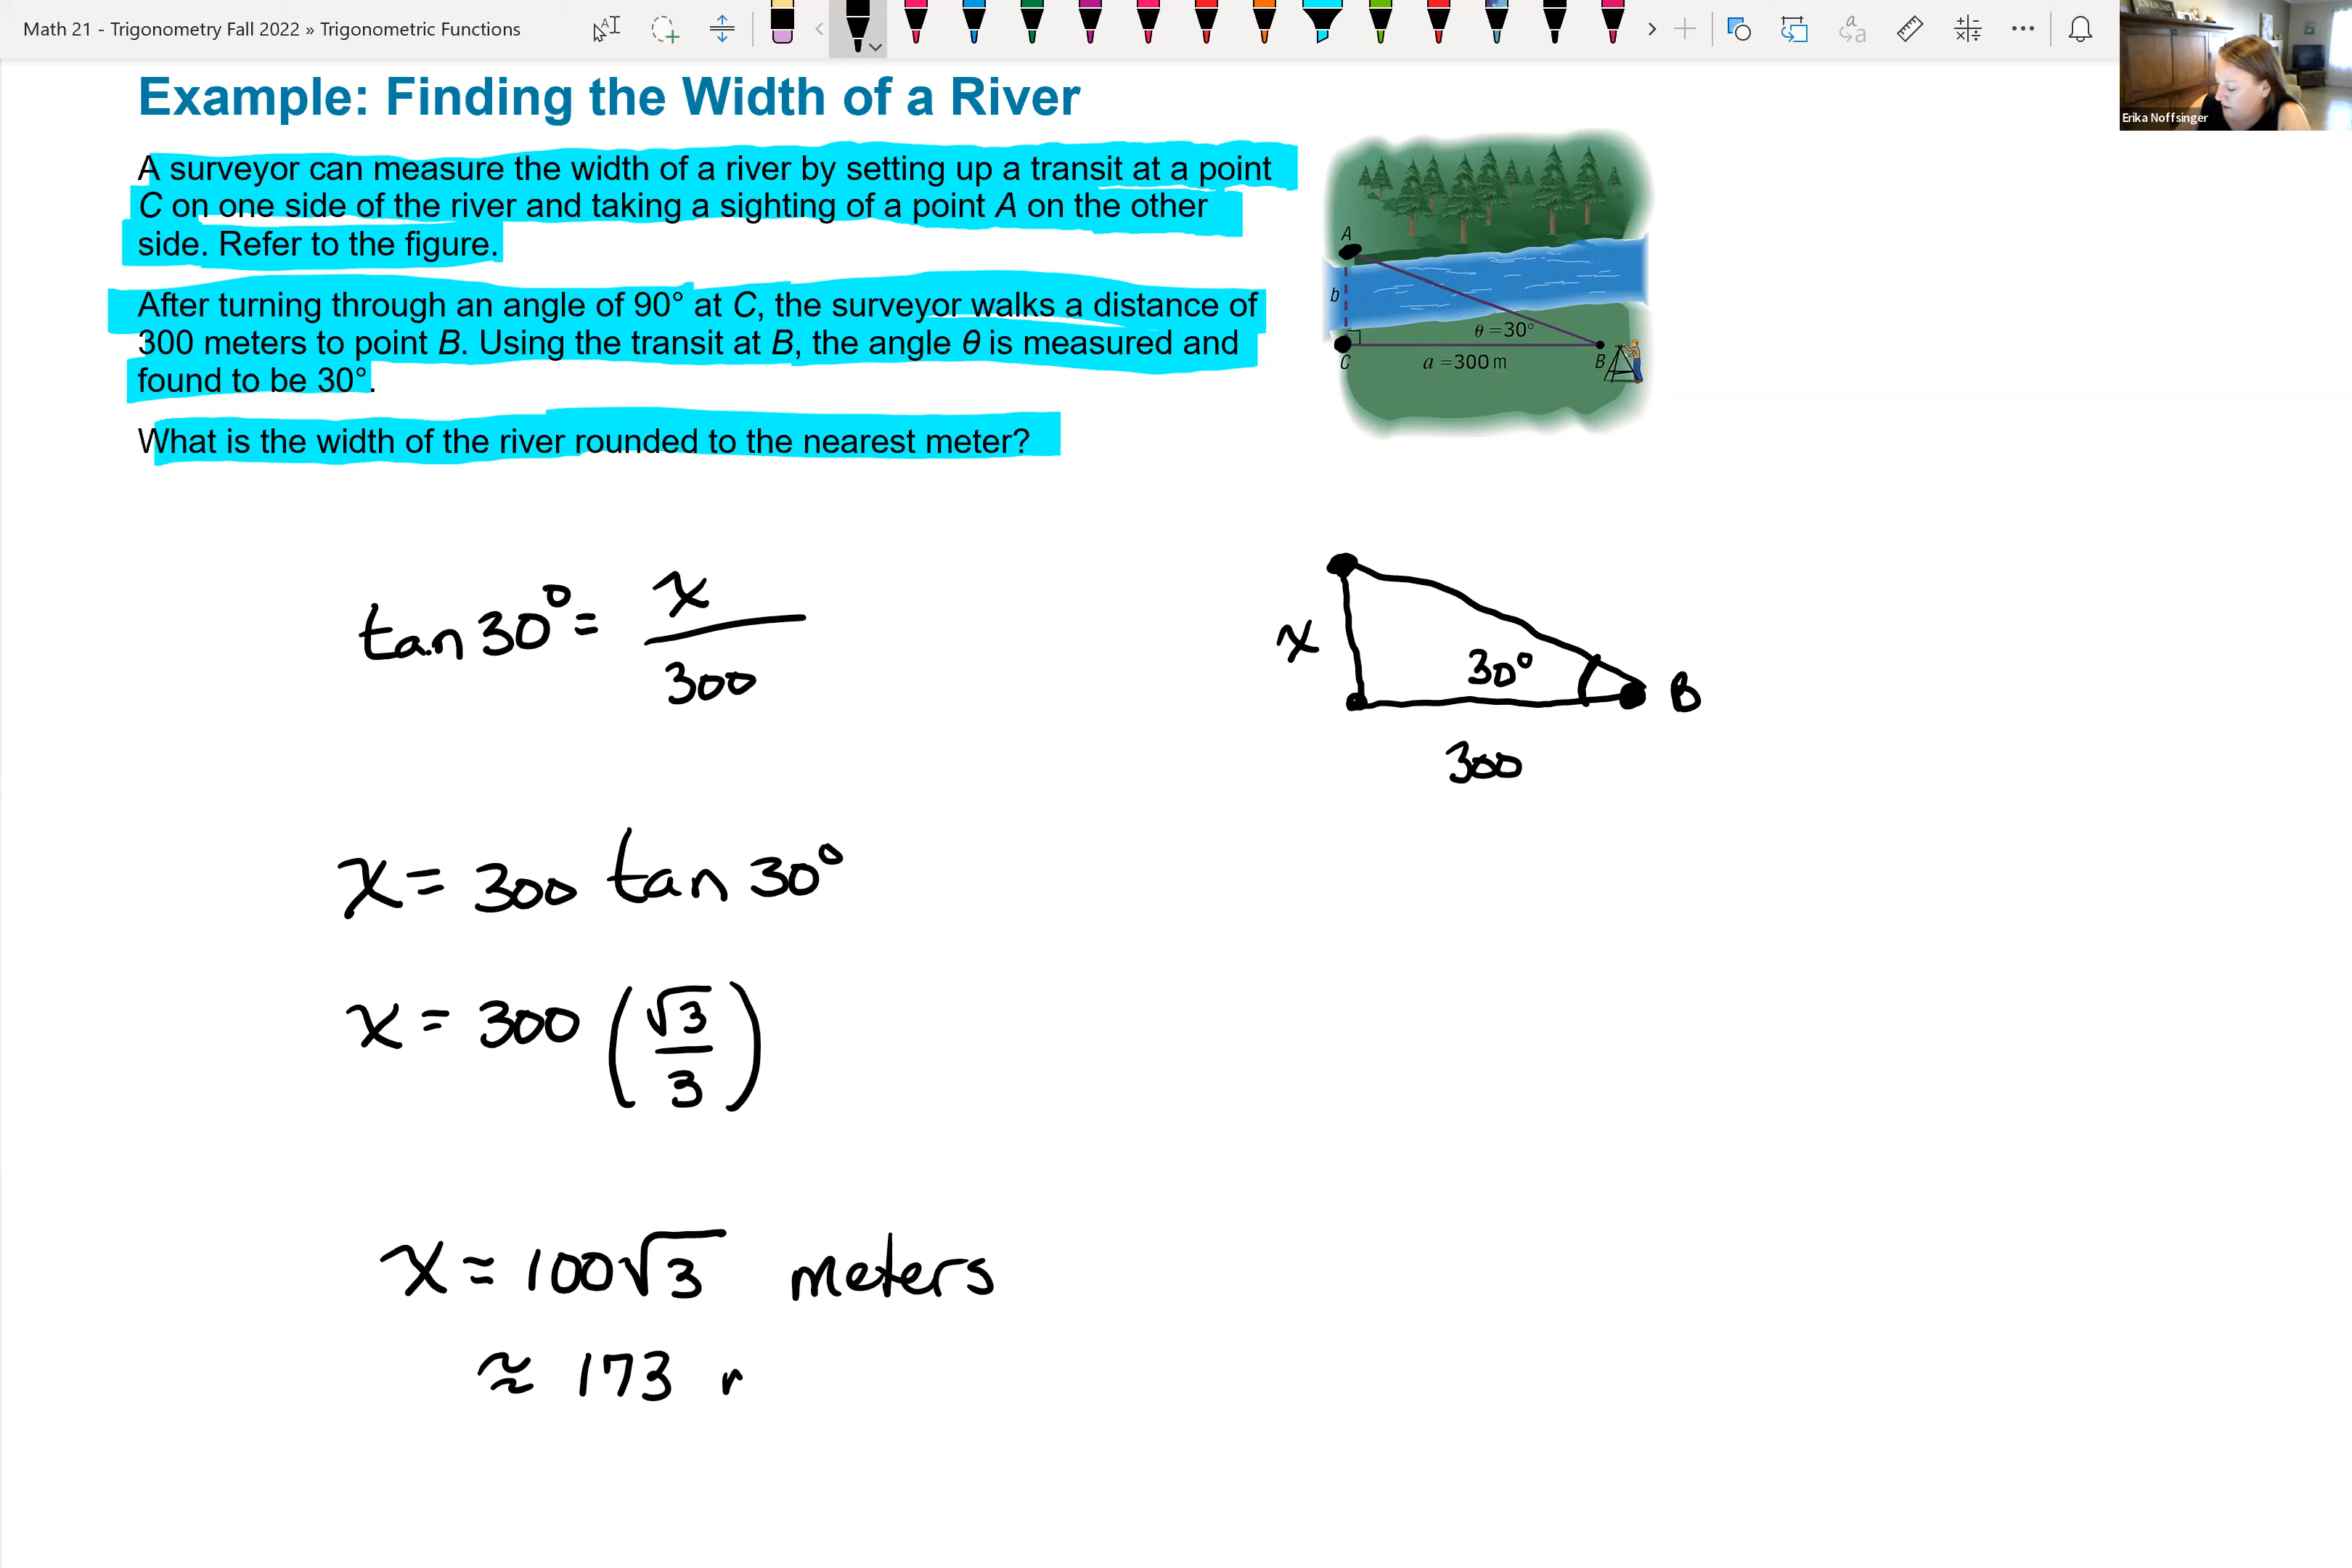 Math 21 - Trigonometry Fall 2022 » Trigonometric Functions
Erika Noffsinger
Example: Finding the Width of a River
A surveyor can measure the width of a river by setting up a transit at a point
C on one side of the river and taking a sighting of a point A on the other
side. Refer to the figure.
After turning through an angle of 90° at C, the surveyor walks a distance of
300 meters to point B. Using the transit at B, the angle θ is measured and
found to be 30°.
What is the width of the river rounded to the nearest meter?
A
b
θ = 30°
C
a = 300 m
B
tan 30° = x/300
x
30°
B
300
x = 300 tan 30°
x = 300 (√3/3)
x = 100√3 meters
≈ 173 r